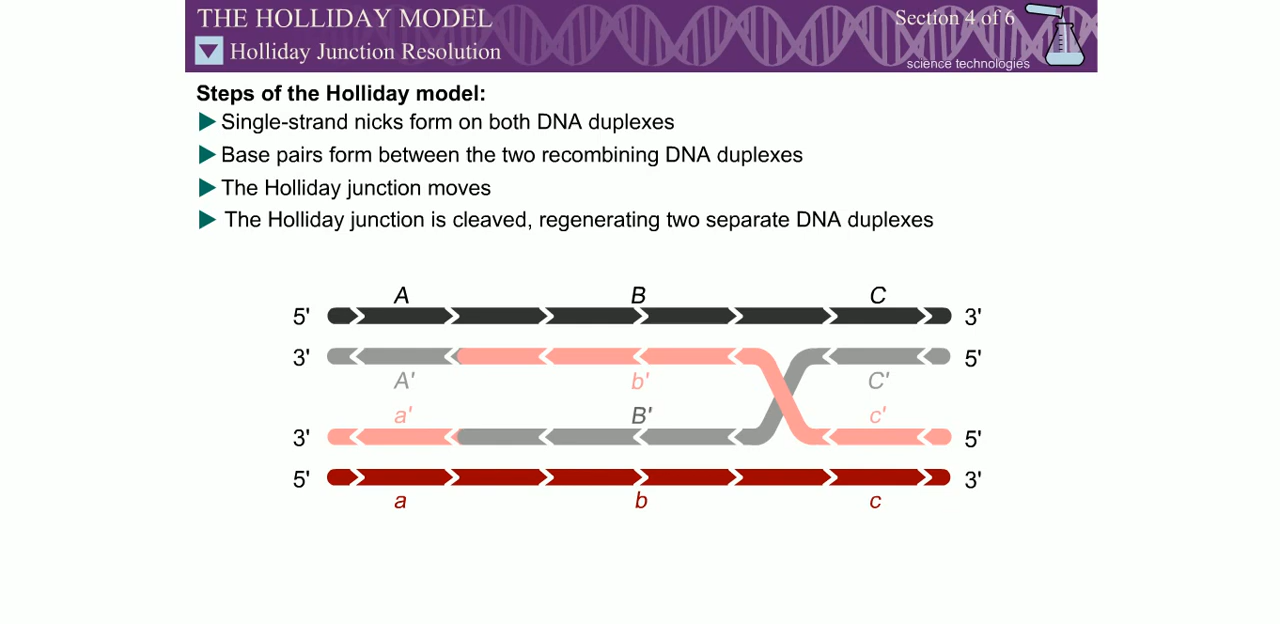 THE HOLLIDAY MODEL
Section 4 of 6
Holliday Junction Resolution
science technologies
Steps of the Holliday model:
Single-strand nicks form on both DNA duplexes
Base pairs form between the two recombining DNA duplexes
The Holliday junction moves
The Holliday junction is cleaved, regenerating two separate DNA duplexes
A B C
5' 3'
3' 5'
A' b' C'
a' B' c'
3' 5'
5' 3'
a b c